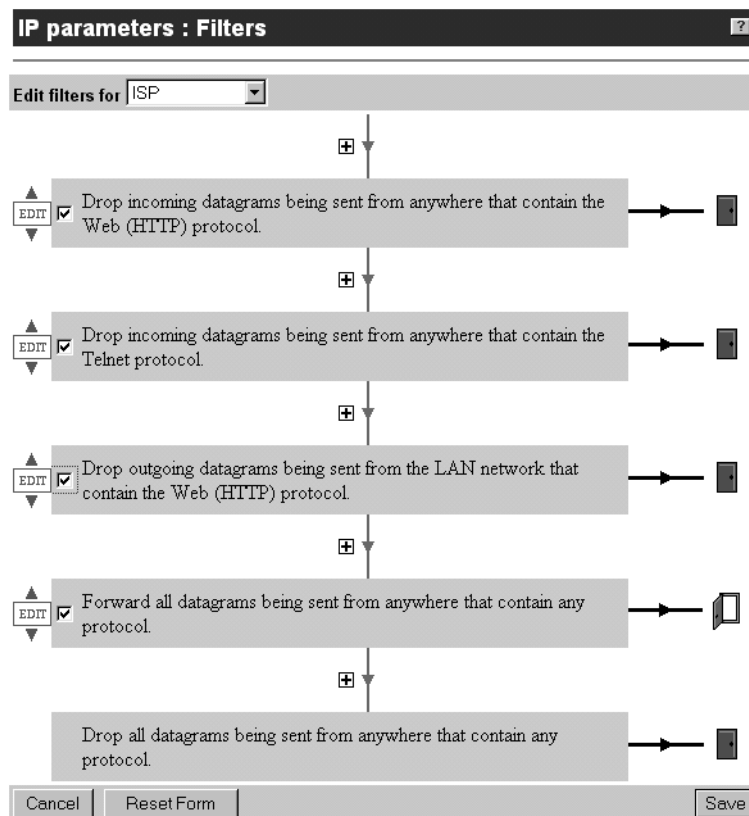 IP parameters : Filters
?
Edit filters for ISP
EDIT
Drop incoming datagrams being sent from anywhere that contain the
Web (HTTP) protocol.
EDIT
Drop incoming datagrams being sent from anywhere that contain the
Telnet protocol.
EDIT
Drop outgoing datagrams being sent from the LAN network that
contain the Web (HTTP) protocol.
EDIT
Forward all datagrams being sent from anywhere that contain any
protocol.
Drop all datagrams being sent from anywhere that contain any
protocol.
Cancel Reset Form Save